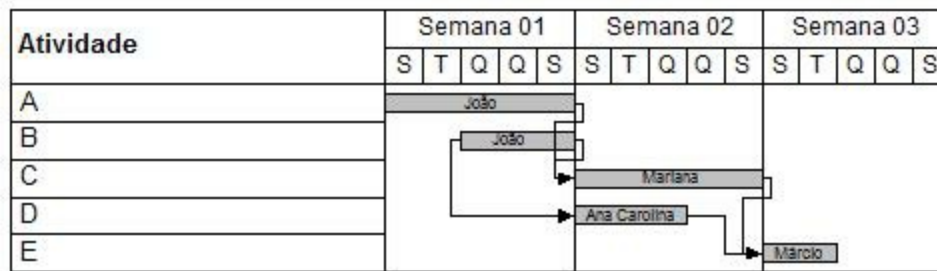 Atividade
Semana 01 Semana 02 Semana 03
S T Q Q S S T Q Q S S T Q Q S
A João
B João
C Mariana
D Ana Carolina
E Márcio